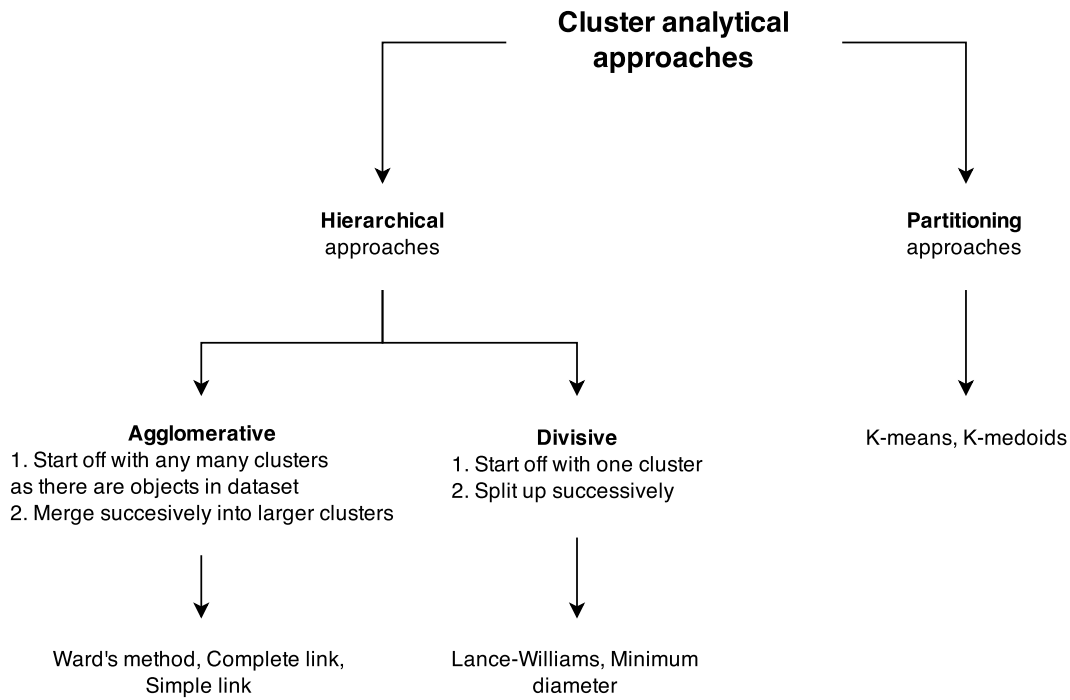 Cluster analytical
approaches
Hierarchical
approaches
Partitioning
approaches
Agglomerative
1. Start off with any many clusters
as there are objects in dataset
2. Merge succesively into larger clusters
Divisive
1. Start off with one cluster
2. Split up successively
K-means, K-medoids
Ward's method, Complete link,
Simple link
Lance-Williams, Minimum
diameter